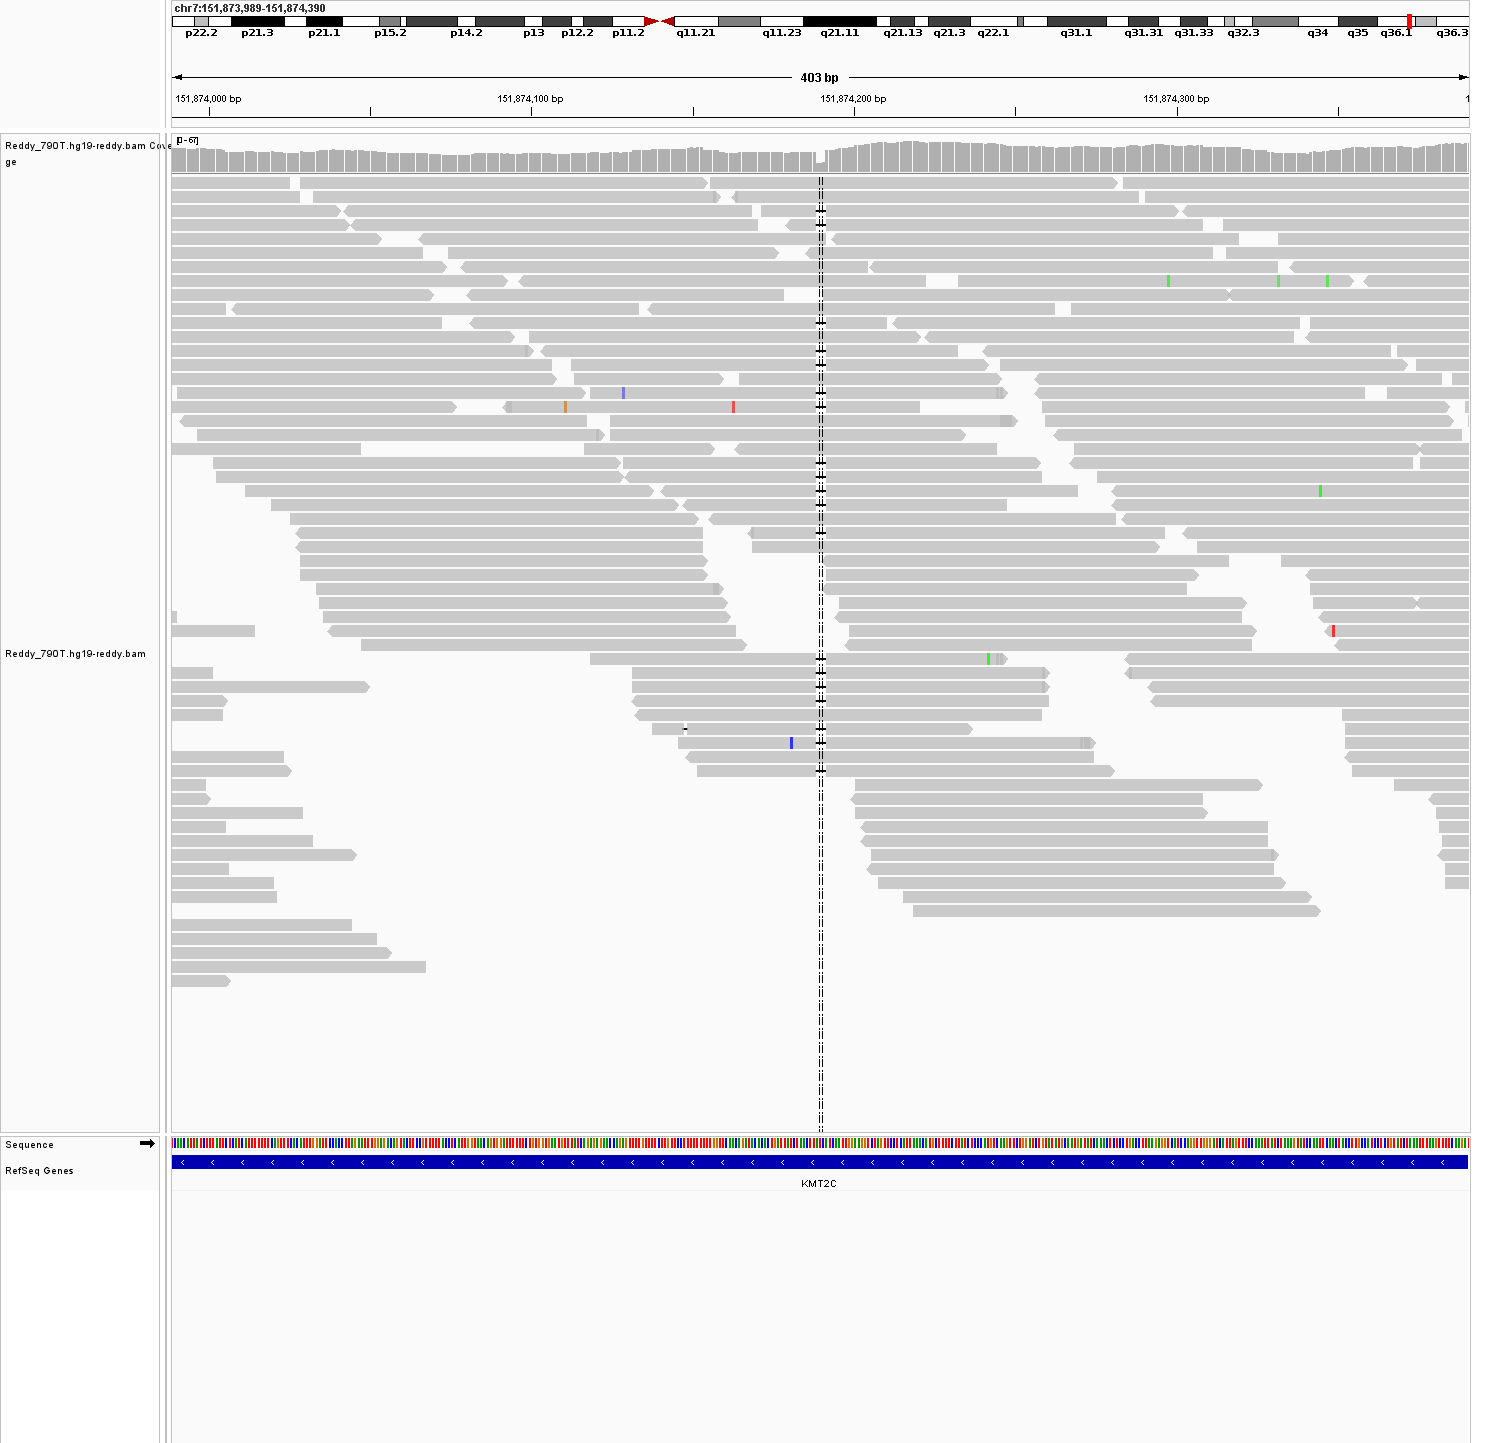 chr7:151,873,989-151,874,390
p22.2 p21.3 p21.1 p15.2 p14.2 p13 p12.2 p11.2 q11.21 q11.23 q21.11 q21.13 q21.3 q22.1 q31.1 q31.31 q31.33 q32.3 q34 q35 q36.1 q36.3
403 bp
151,874,000 bp 151,874,100 bp 151,874,200 bp 151,874,300 bp 1
[0 - 67]
Reddy_790T.hg19-reddy.bam Cove
ge
Reddy_790T.hg19-reddy.bam
Sequence
RefSeq Genes
KMT2C